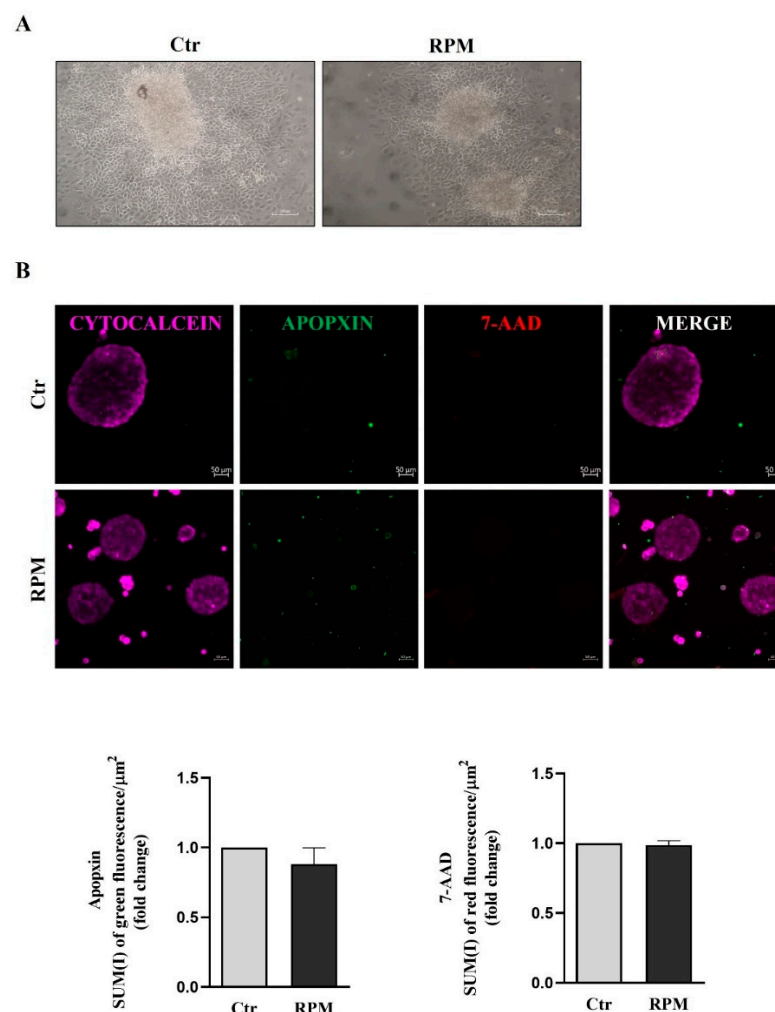 A
Ctr RPM
B
CYTOCALCEIN APOPXIN 7-AAD MERGE
Ctr
50 µm 50 µm 50 µm 50 µm
RPM
Apopxin
SUM(I) of green fluorescence/µm²
(fold change)
1.5
1.0
0.5
0.0
Ctr RPM
7-AAD
SUM(I) of red fluorescence/µm²
(fold change)
1.5
1.0
0.5
0.0
Ctr RPM